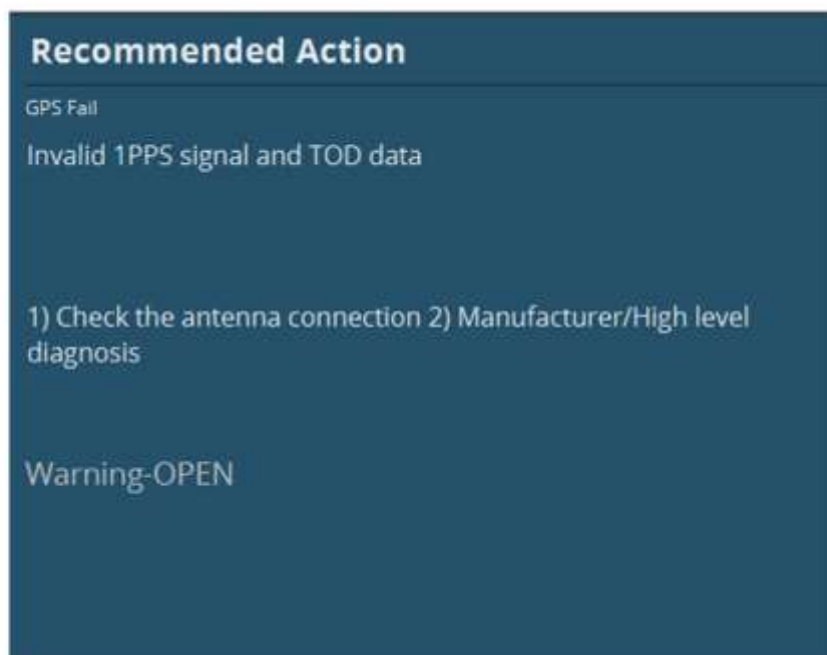 Recommended Action
GPS Fail
Invalid 1PPS signal and TOD data
1) Check the antenna connection 2) Manufacturer/High level
diagnosis
Warning-OPEN